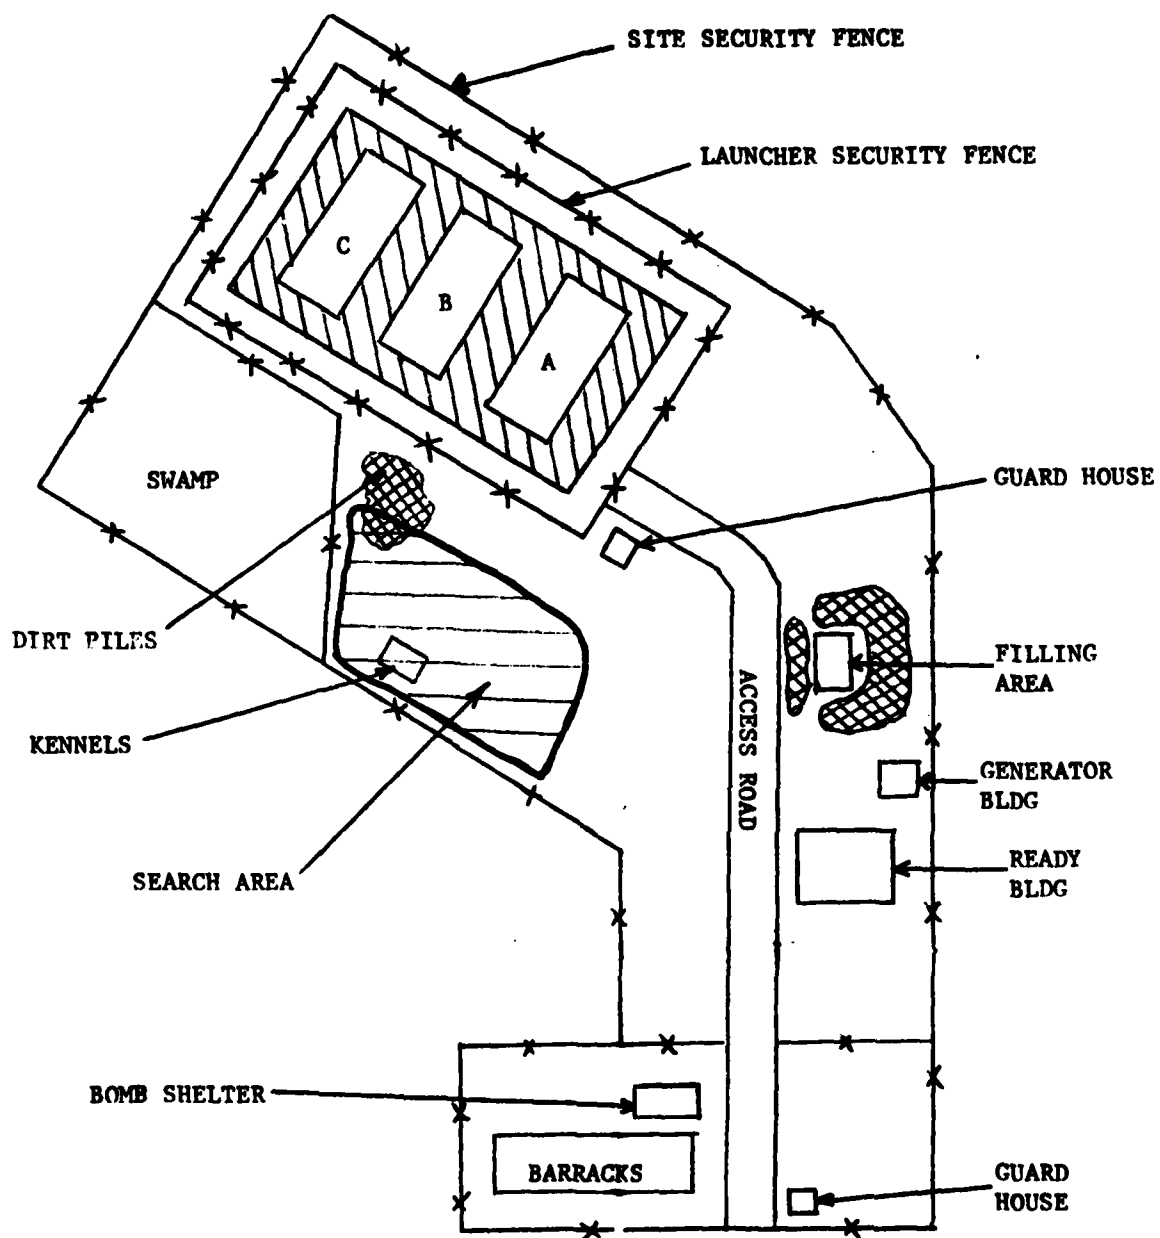 SITE SECURITY FENCE
LAUNCHER SECURITY FENCE
C
B
A
SWAMP
GUARD HOUSE
DIRT PILES
FILLING
AREA
ACCESS ROAD
KENNELS
GENERATOR
BLDG
SEARCH AREA
READY
BLDG
BOMB SHELTER
BARRACKS
GUARD
HOUSE